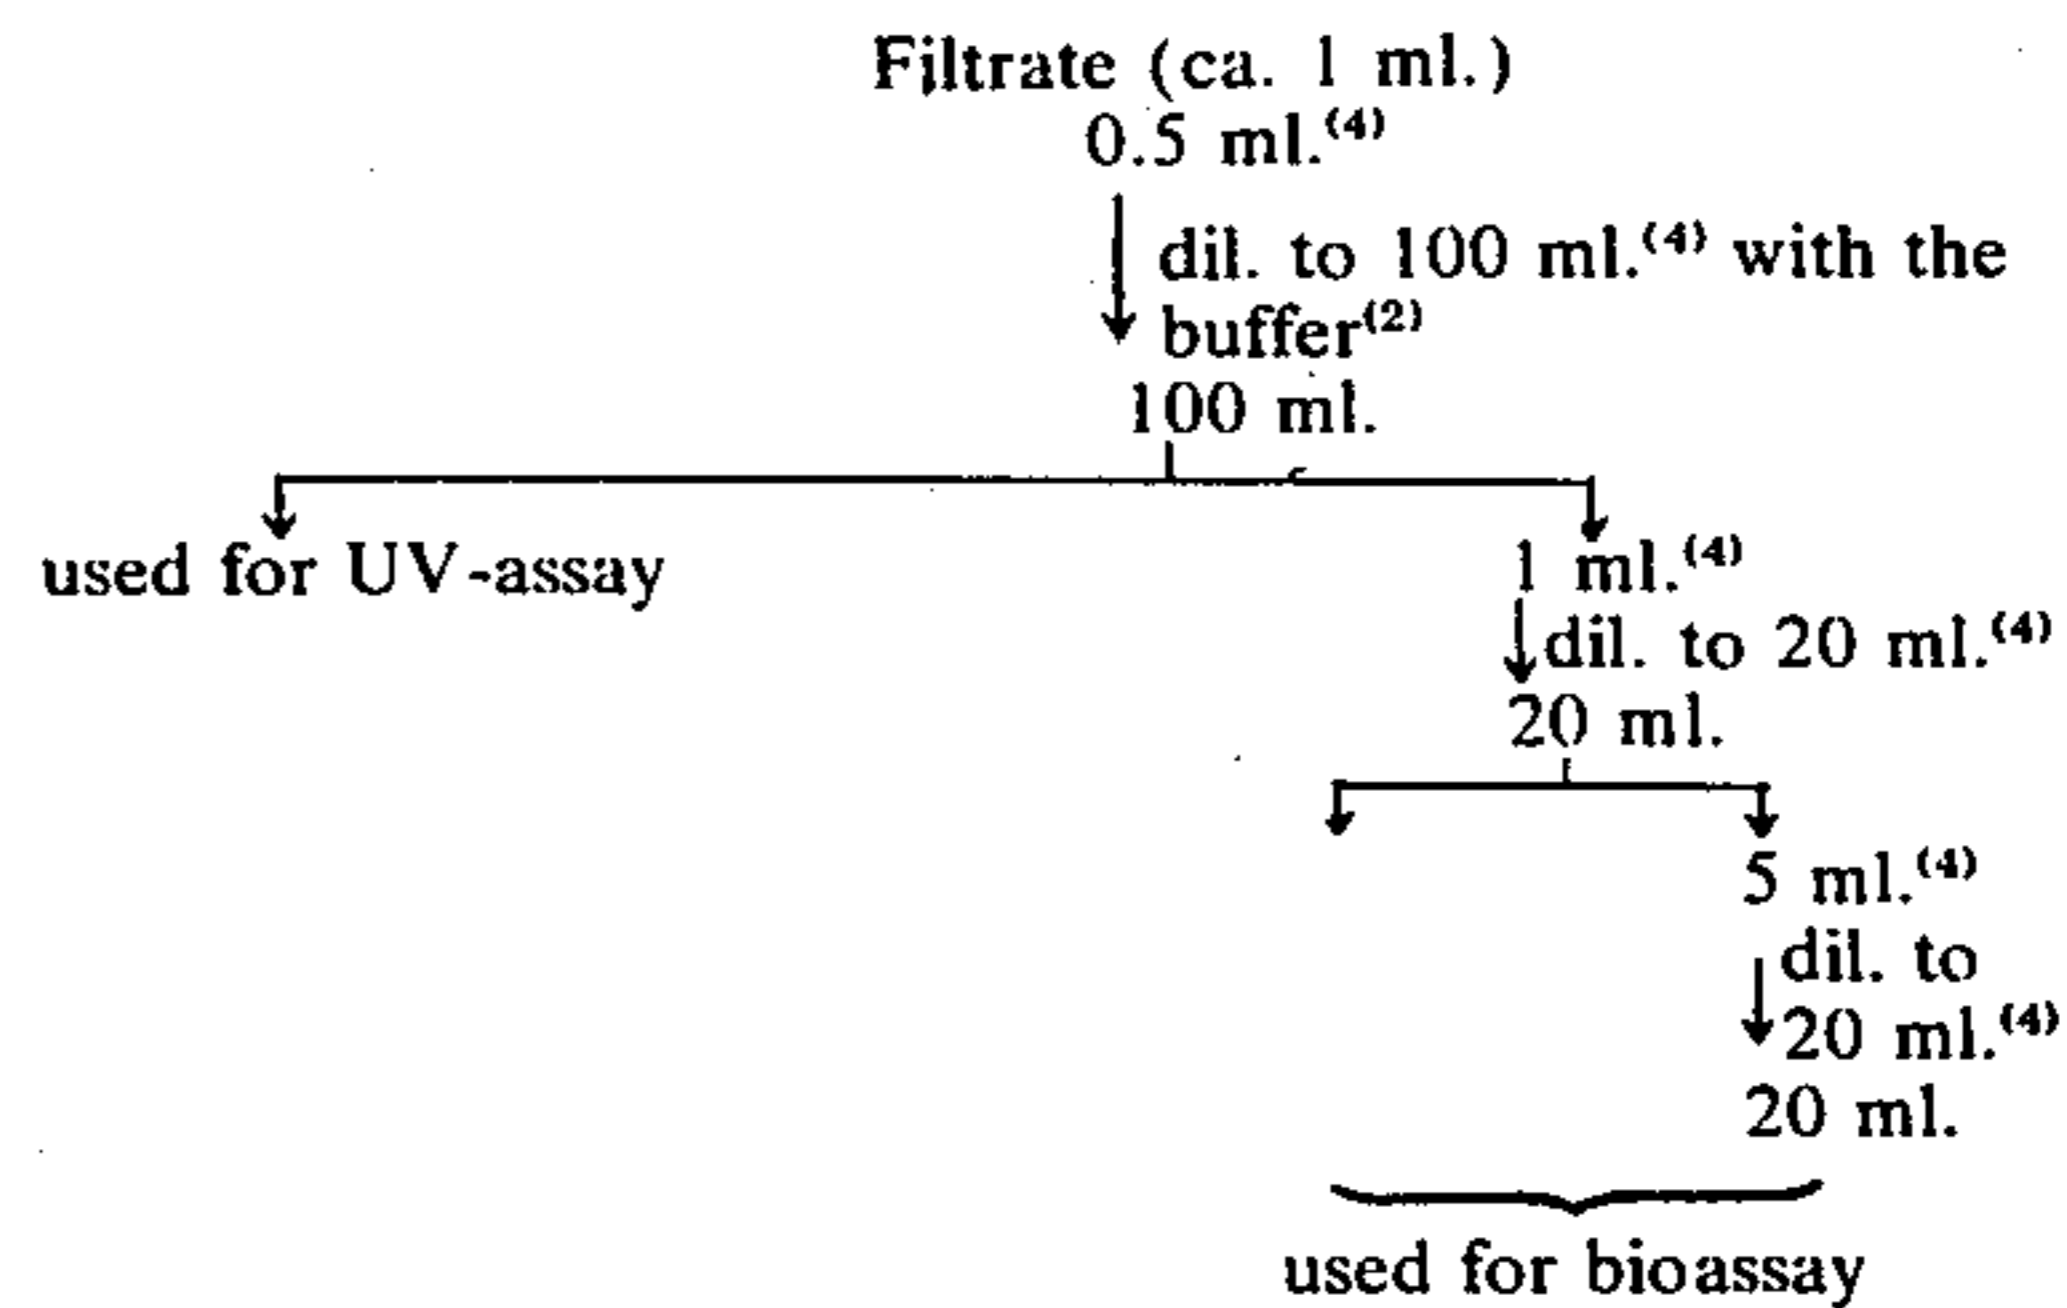 Filtrate (ca. 1 ml.)
0.5 ml.(4)
dil. to 100 ml.(4) with the
buffer(2)
100 ml.
used for UV-assay
1 ml.(4)
dil. to 20 ml.(4)
20 ml.
5 ml.(4)
dil. to
20 ml.(4)
20 ml.
used for bioassay